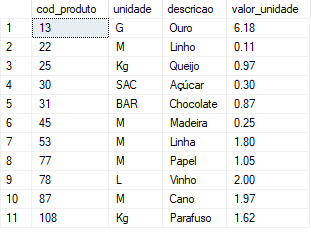 cod_produto unidade descricao valor_unidade
1 13 G Ouro 6.18
2 22 M Linho 0.11
3 25 Kg Queijo 0.97
4 30 SAC Açúcar 0.30
5 31 BAR Chocolate 0.87
6 45 M Madeira 0.25
7 53 M Linha 1.80
8 77 M Papel 1.05
9 78 L Vinho 2.00
10 87 M Cano 1.97
11 108 Kg Parafuso 1.62